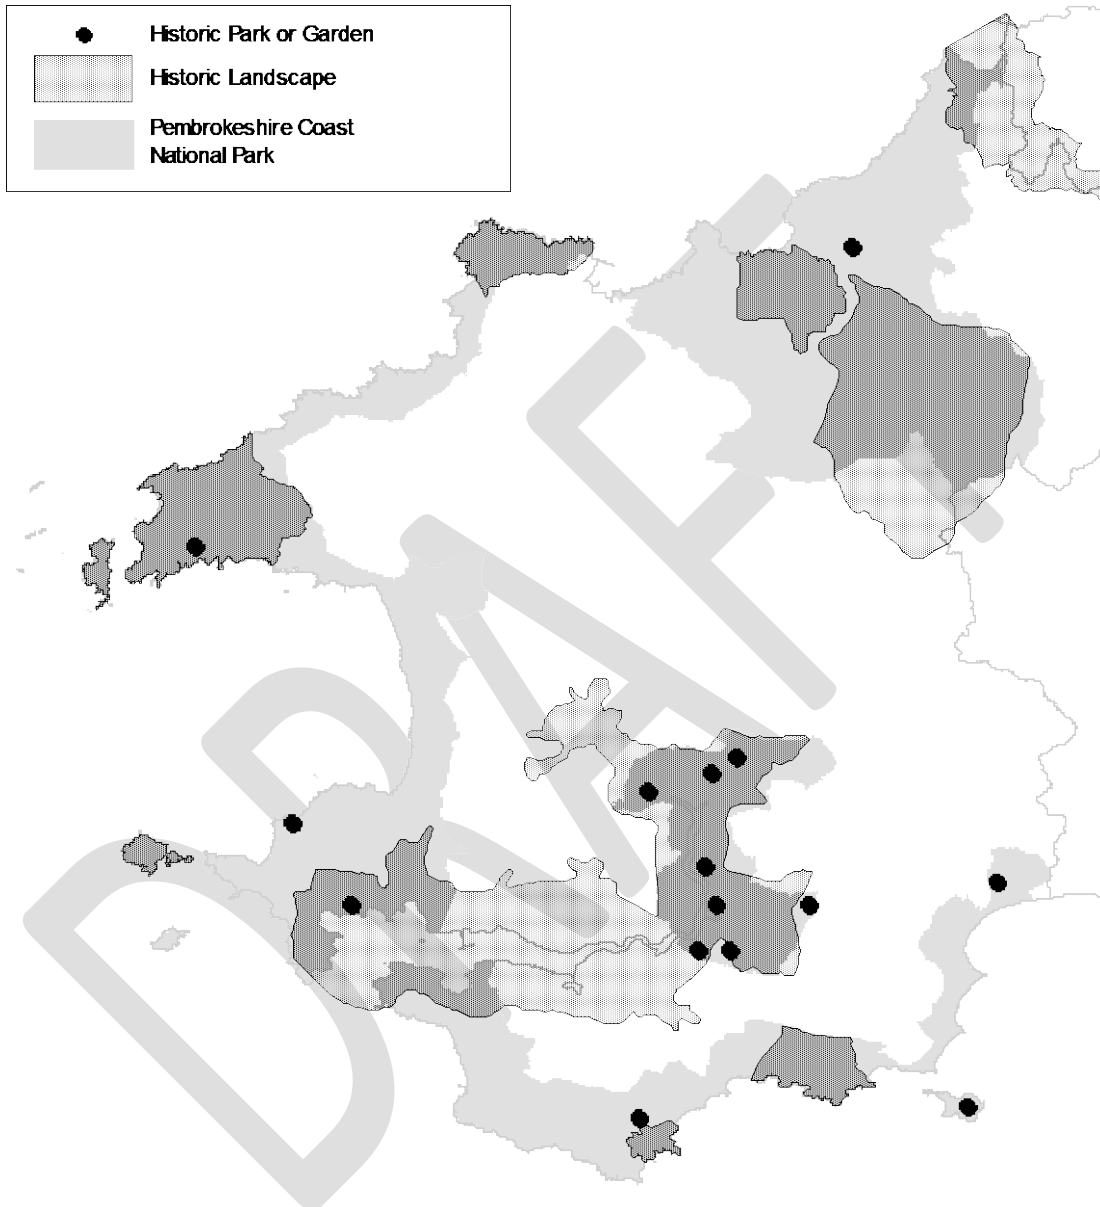 Historic Park or Garden
Historic Landscape
Pembrokeshire Coast
National Park
DRAFT